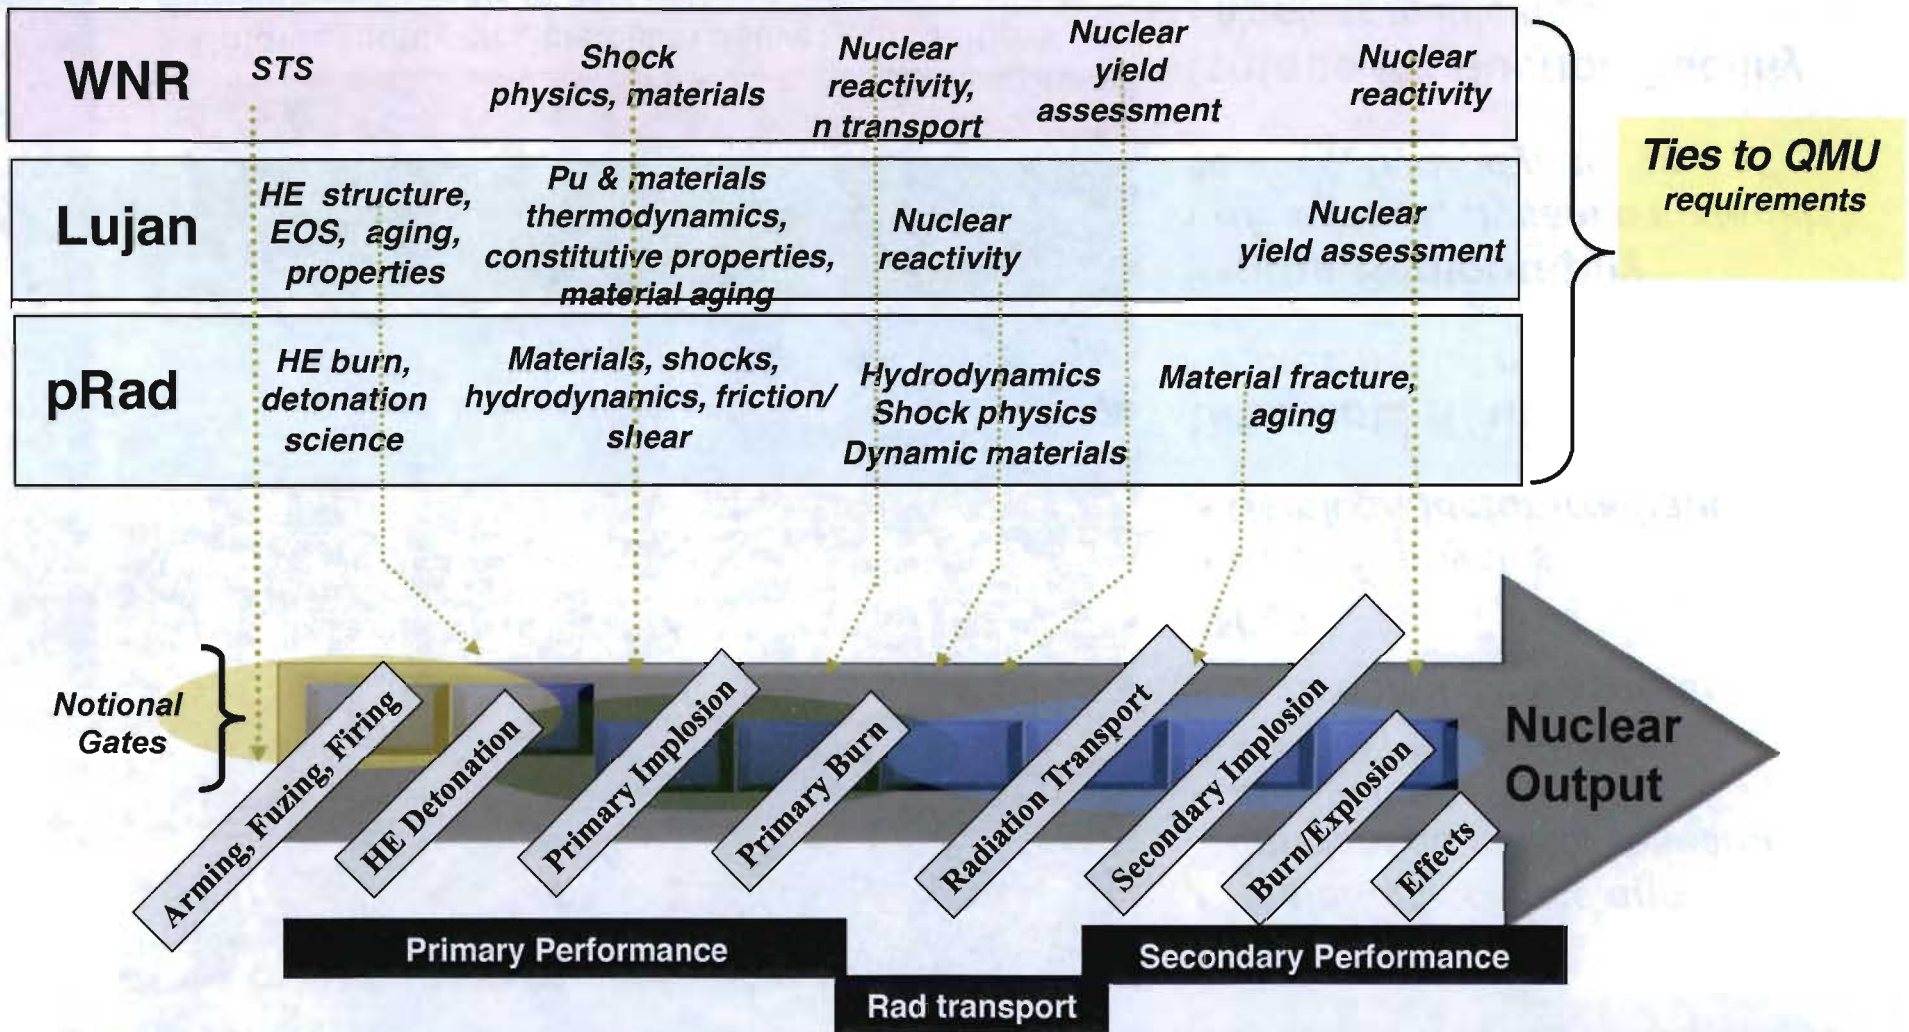 WNR
STS
Shock
physics, materials
Nuclear
reactivity,
n transport
Nuclear
yield
assessment
Nuclear
reactivity
Lujan
HE structure,
EOS, aging,
properties
Pu & materials
thermodynamics,
constitutive properties,
material aging
Nuclear
reactivity
Nuclear
yield assessment
pRad
HE burn,
detonation
science
Materials, shocks,
hydrodynamics, friction/
shear
Hydrodynamics
Shock physics
Dynamic materials
Material fracture,
aging
Ties to QMU
requirements
Notional
Gates
Arming, Fuzing, Firing
HE Detonation
Primary Implosion
Primary Burn
Radiation Transport
Secondary Implosion
Burn/Explosion
Effects
Nuclear
Output
Primary Performance
Rad transport
Secondary Performance